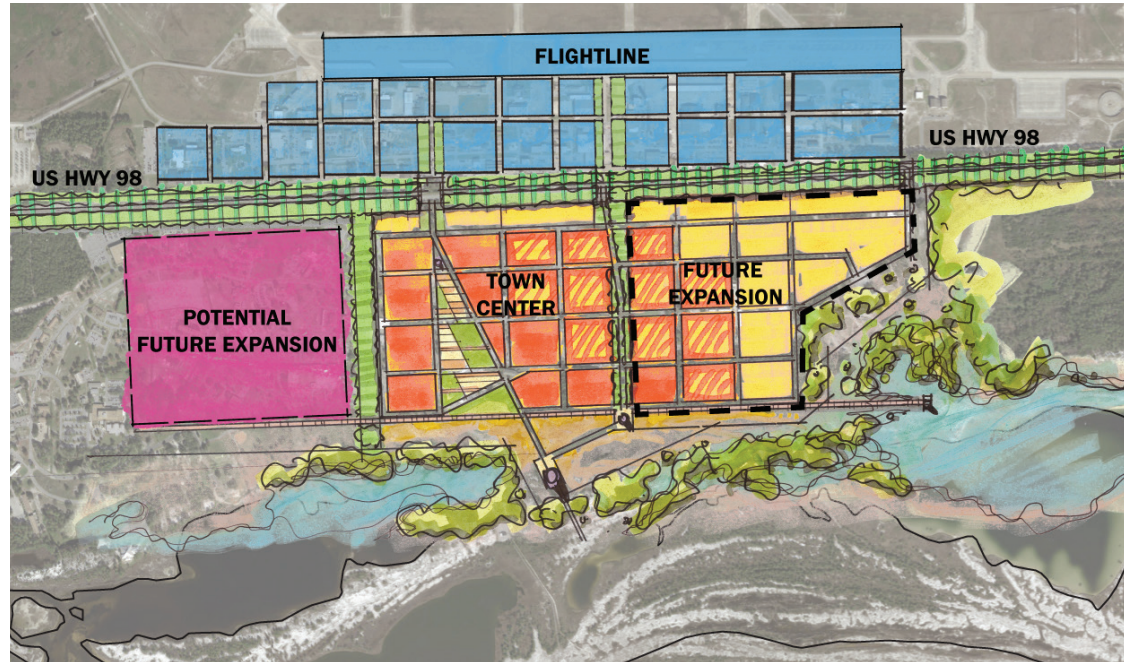 FLIGHTLINE
US HWY 98
US HWY 98
TOWN
CENTER
FUTURE
EXPANSION
POTENTIAL
FUTURE EXPANSION